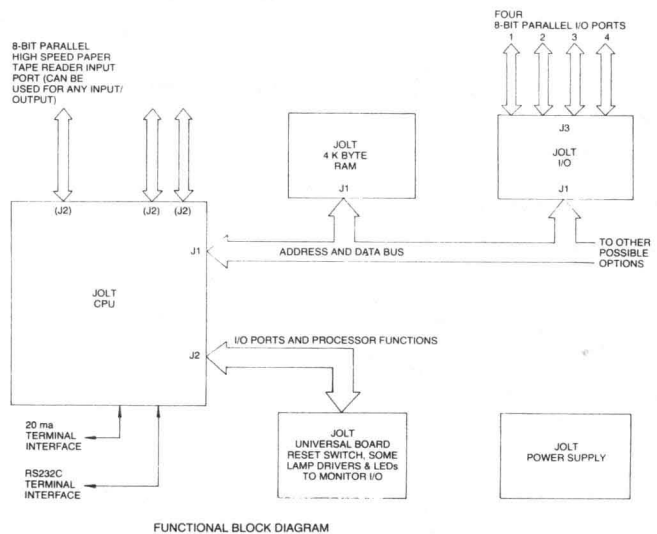 FOUR
8-BIT PARALLEL I/O PORTS
1 2 3 4
8-BIT PARALLEL
HIGH SPEED PAPER
TAPE READER INPUT
PORT (CAN BE
USED FOR ANY INPUT/
OUTPUT)
JOLT
4 K BYTE
RAM
J1
J3
JOLT
I/O
J1
(J2) (J2) (J2)
J1
ADDRESS AND DATA BUS
TO OTHER
POSSIBLE
OPTIONS
JOLT
CPU
J2
I/O PORTS AND PROCESSOR FUNCTIONS
20 ma
TERMINAL
INTERFACE
RS232C
TERMINAL
INTERFACE
JOLT
UNIVERSAL BOARD
RESET SWITCH, SOME
LAMP DRIVERS & LEDs
TO MONITOR I/O
JOLT
POWER SUPPLY
FUNCTIONAL BLOCK DIAGRAM